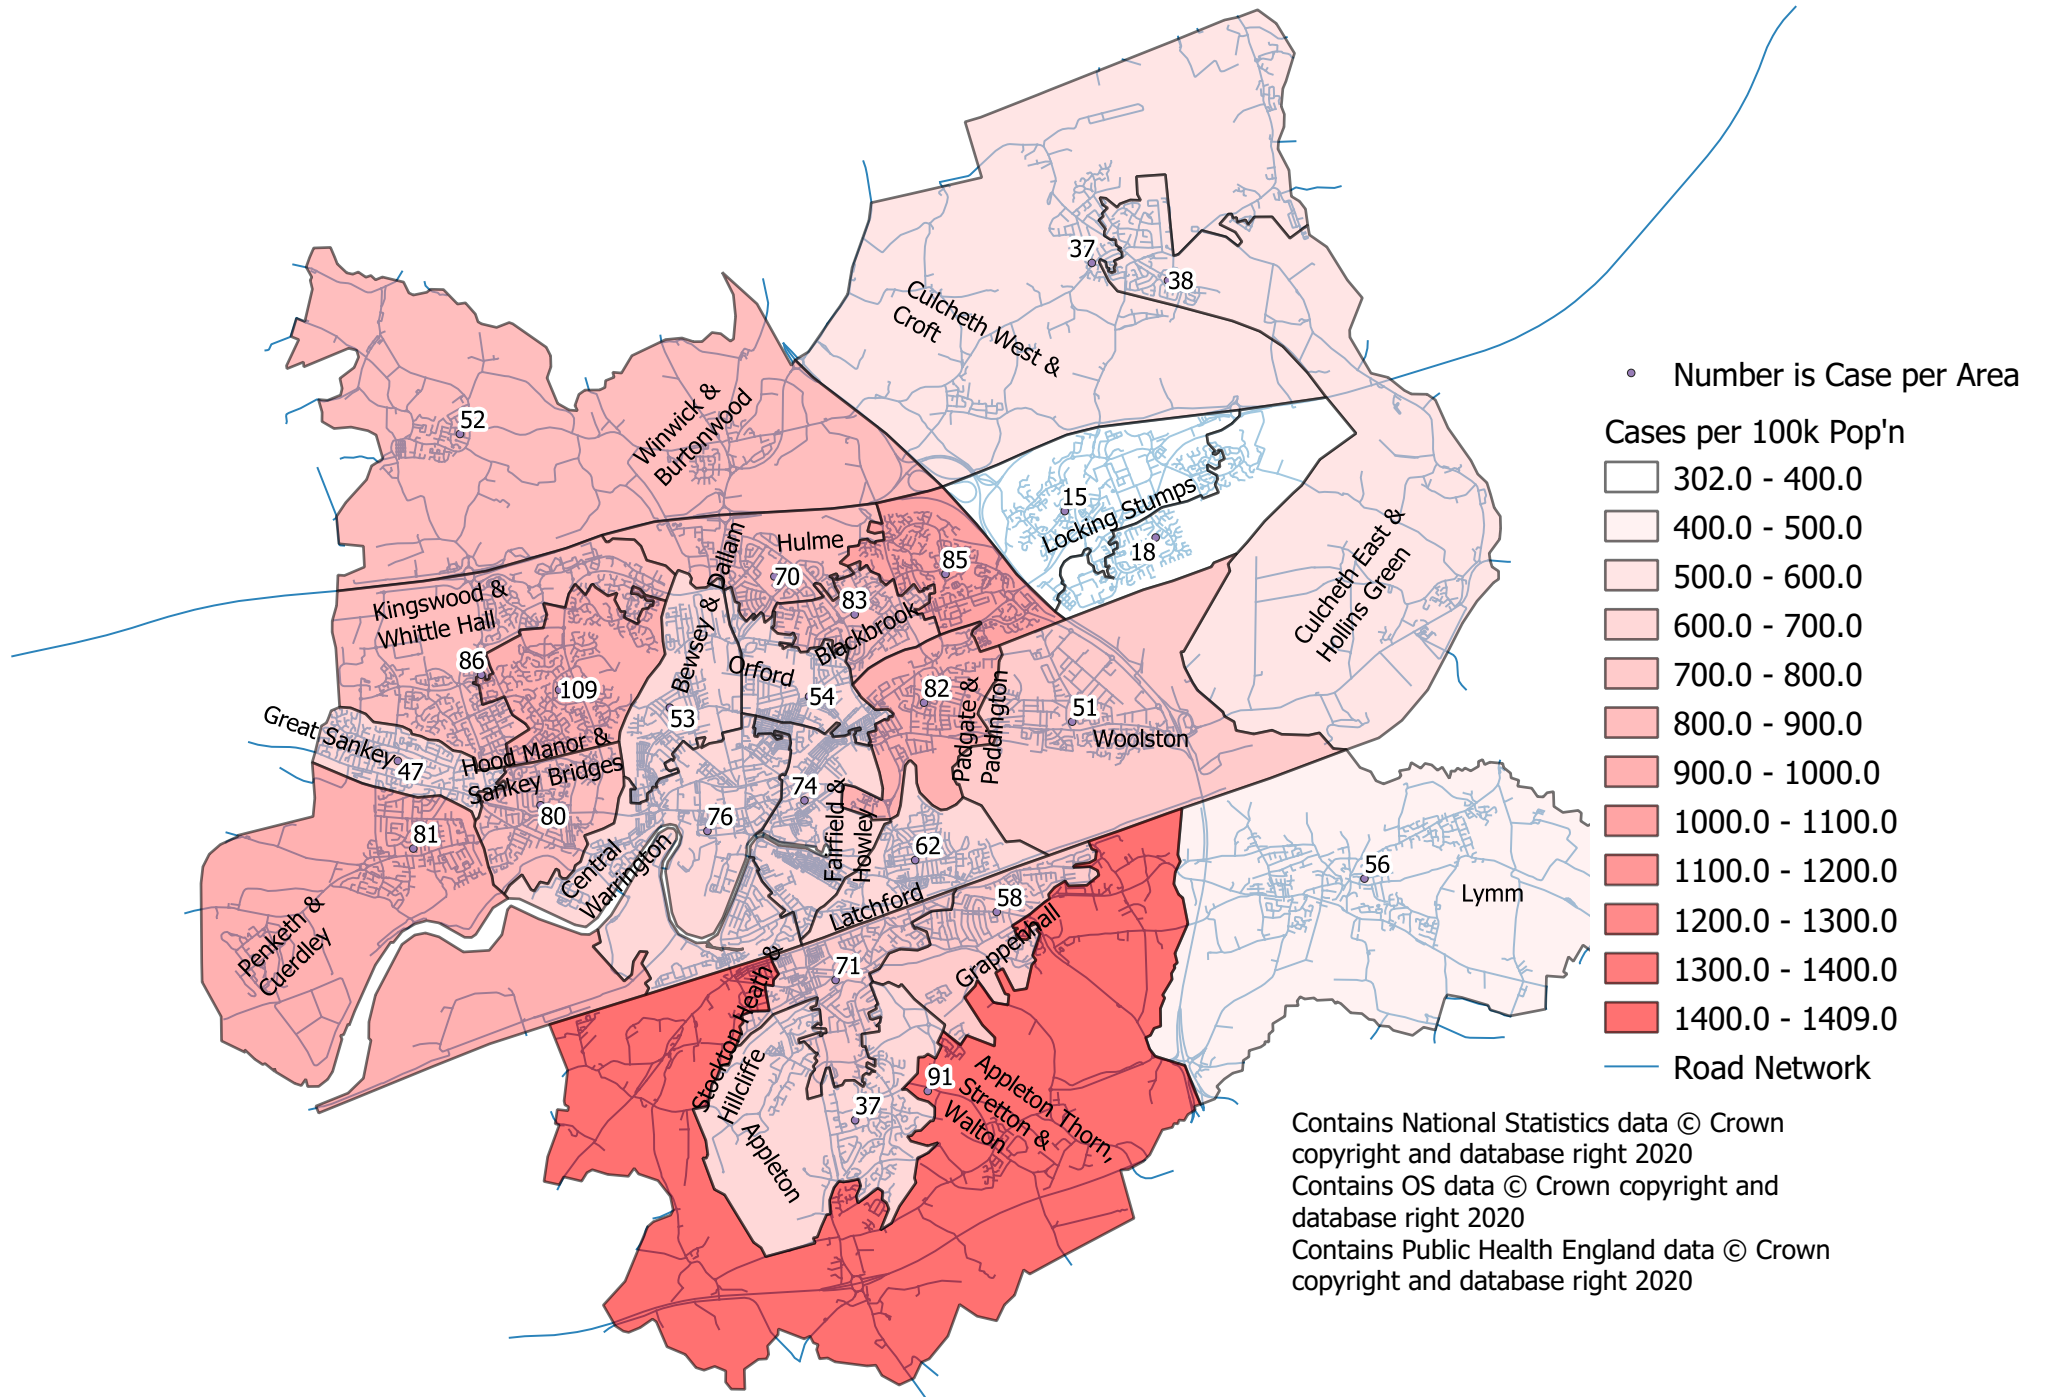 37
38
Culcheth West &
Croft
52
Winwick &
Burtonwood
15
Locking Stumps
18
Culcheth East &
Hollins Green
Hulme
70
85
83
Blackbrook
Bewsey & Dallam
Kingswood &
Whittle Hall
86
109
Orford
54
53
82
Padgate &
Paddington
51
Woolston
Great Sankey
47
Hood Manor &
Sankey Bridges
80
81
74
76
Fairfield &
Howley
62
Central
Warrington
Penketh &
Cuerdley
Latchford
58
Grappenhall
56
Lymm
71
Stockton Heath &
Hillcliffe
37
Appleton
91
Appleton Thorn,
Stretton &
Walton
Number is Case per Area
Cases per 100k Pop'n
302.0 - 400.0
400.0 - 500.0
500.0 - 600.0
600.0 - 700.0
700.0 - 800.0
800.0 - 900.0
900.0 - 1000.0
1000.0 - 1100.0
1100.0 - 1200.0
1200.0 - 1300.0
1300.0 - 1400.0
1400.0 - 1409.0
Road Network
Contains National Statistics data © Crown
copyright and database right 2020
Contains OS data © Crown copyright and
database right 2020
Contains Public Health England data © Crown
copyright and database right 2020